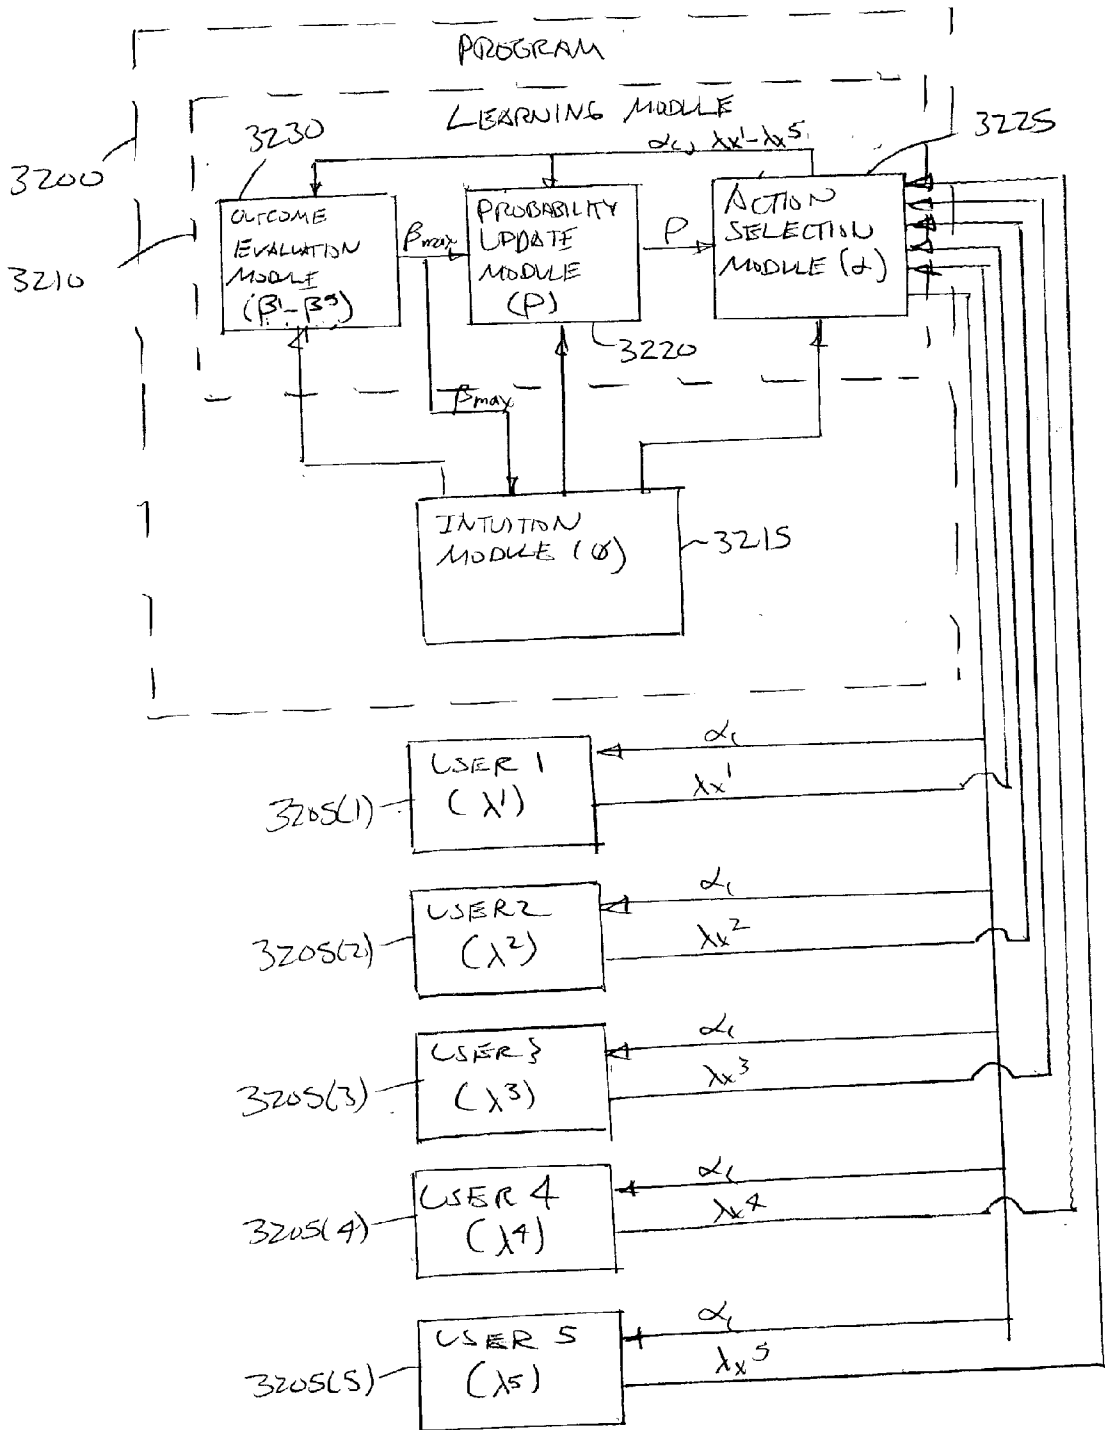 PROGRAM
LEARNING MODULE
3200
3210
3230
3225
αᵢ, λx¹-λx⁵
OUTCOME
EVALUATION
MODULE
(β¹-β⁵)
βmax
PROBABILITY
UPDATE
MODULE
(P)
P
ACTION
SELECTION
MODULE (α)
3220
βmax
INTUITION
MODULE (Ø)
3215
USER 1
(λ¹)
3205(1)
αᵢ
λx¹
USER 2
(λ²)
3205(2)
αᵢ
λx²
USER 3
(λ³)
3205(3)
αᵢ
λx³
USER 4
(λ⁴)
3205(4)
αᵢ
λx⁴
USER 5
(λ⁵)
3205(5)
αᵢ
λx⁵